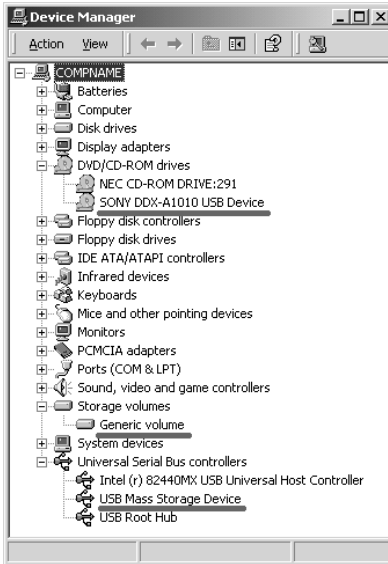 Device Manager
Action View
COMPNAME
Batteries
Computer
Disk drives
Display adapters
DVD/CD-ROM drives
NEC CD-ROM DRIVE:291
SONY DDX-A1010 USB Device
Floppy disk controllers
Floppy disk drives
IDE ATA/ATAPI controllers
Infrared devices
Keyboards
Mice and other pointing devices
Monitors
PCMCIA adapters
Ports (COM & LPT)
Sound, video and game controllers
Storage volumes
Generic volume
System devices
Universal Serial Bus controllers
Intel (r) 82440MX USB Universal Host Controller
USB Mass Storage Device
USB Root Hub